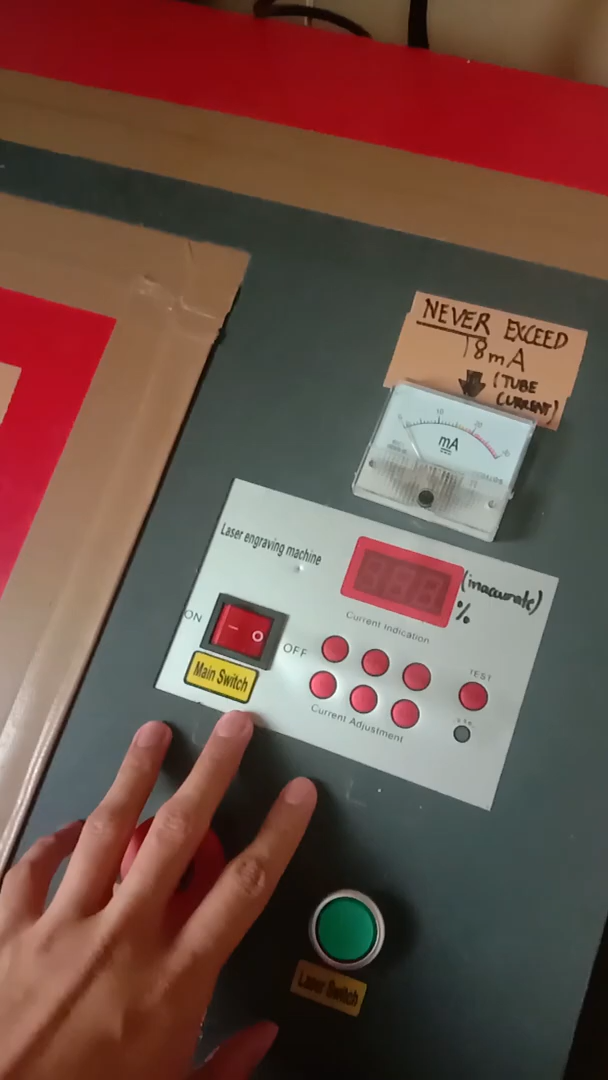 NEVER EXCEED
18mA
(TUBE
CURRENT)
mA
Laser engraving machine
(inaccurate)
%
Current Indication
ON
OFF
Main Switch
TEST
Current Adjustment
Laser Switch